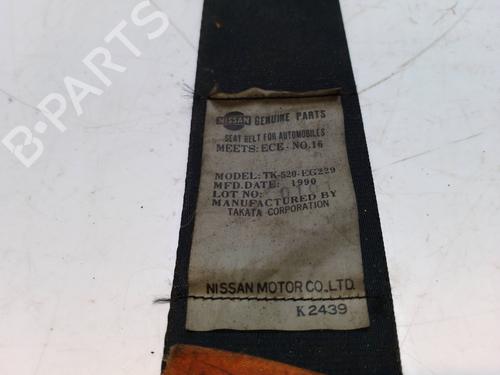 NISSAN GENUINE PARTS
SEAT BELT FOR AUTOMOBILES
MEETS: ECE - NO.16
MODEL: TK-520-EG229
MFD. DATE: 1990
LOT NO:
MANUFACTURED BY
TAKATA CORPORATION
NISSAN MOTOR CO., LTD.
K 2439
B-PARTS